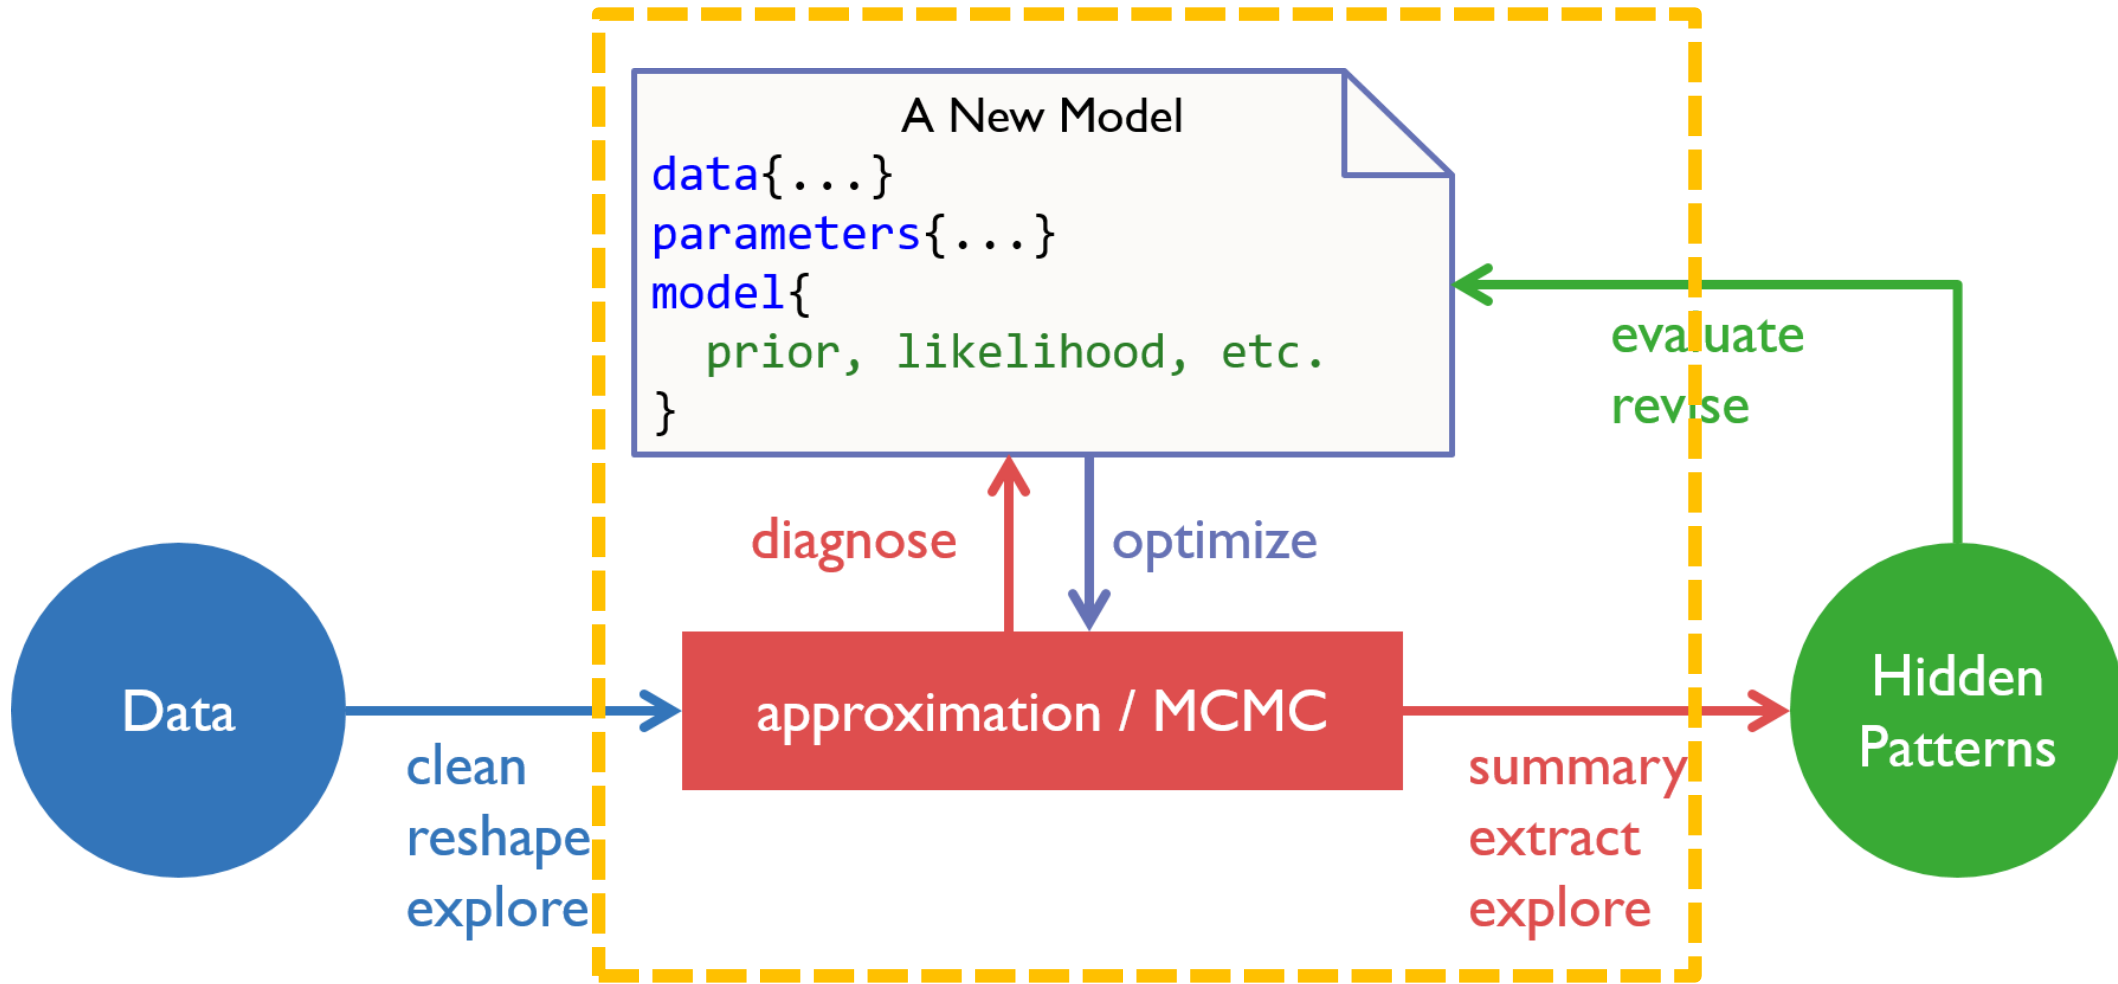 A New Model
data{...}
parameters{...}
model{
  prior, likelihood, etc.
}
evaluate
revise
diagnose
optimize
Data
clean
reshape
explore
approximation / MCMC
summary
extract
explore
Hidden
Patterns